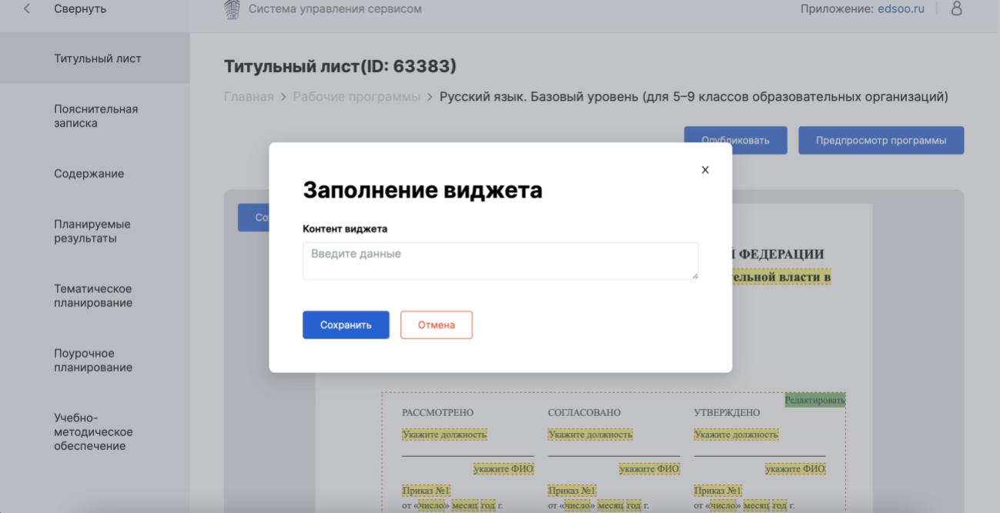 Свернуть
Система управления сервисом
Приложение: edsoo.ru
Титульный лист
Пояснительная
записка
Содержание
Планируемые
результаты
Тематическое
планирование
Поурочное
планирование
Учебно-
методическое
обеспечение
Титульный лист(ID: 63383)
Главная > Рабочие программы > Русский язык. Базовый уровень (для 5–9 классов образовательных организаций)
Опубликовать
Предпросмотр программы
Заполнение виджета
x
Контент виджета
Введите данные
Сохранить
Отмена
ФЕДЕРАЦИИ
власти в
Редактировать
РАССМОТРЕНО СОГЛАСОВАНО УТВЕРЖДЕНО
Укажите должность Укажите должность Укажите должность
укажите ФИО укажите ФИО укажите ФИО
Приказ №1 Приказ №1 Приказ №1
от «число» месяц год г. от «число» месяц год г. от «число» месяц год г.